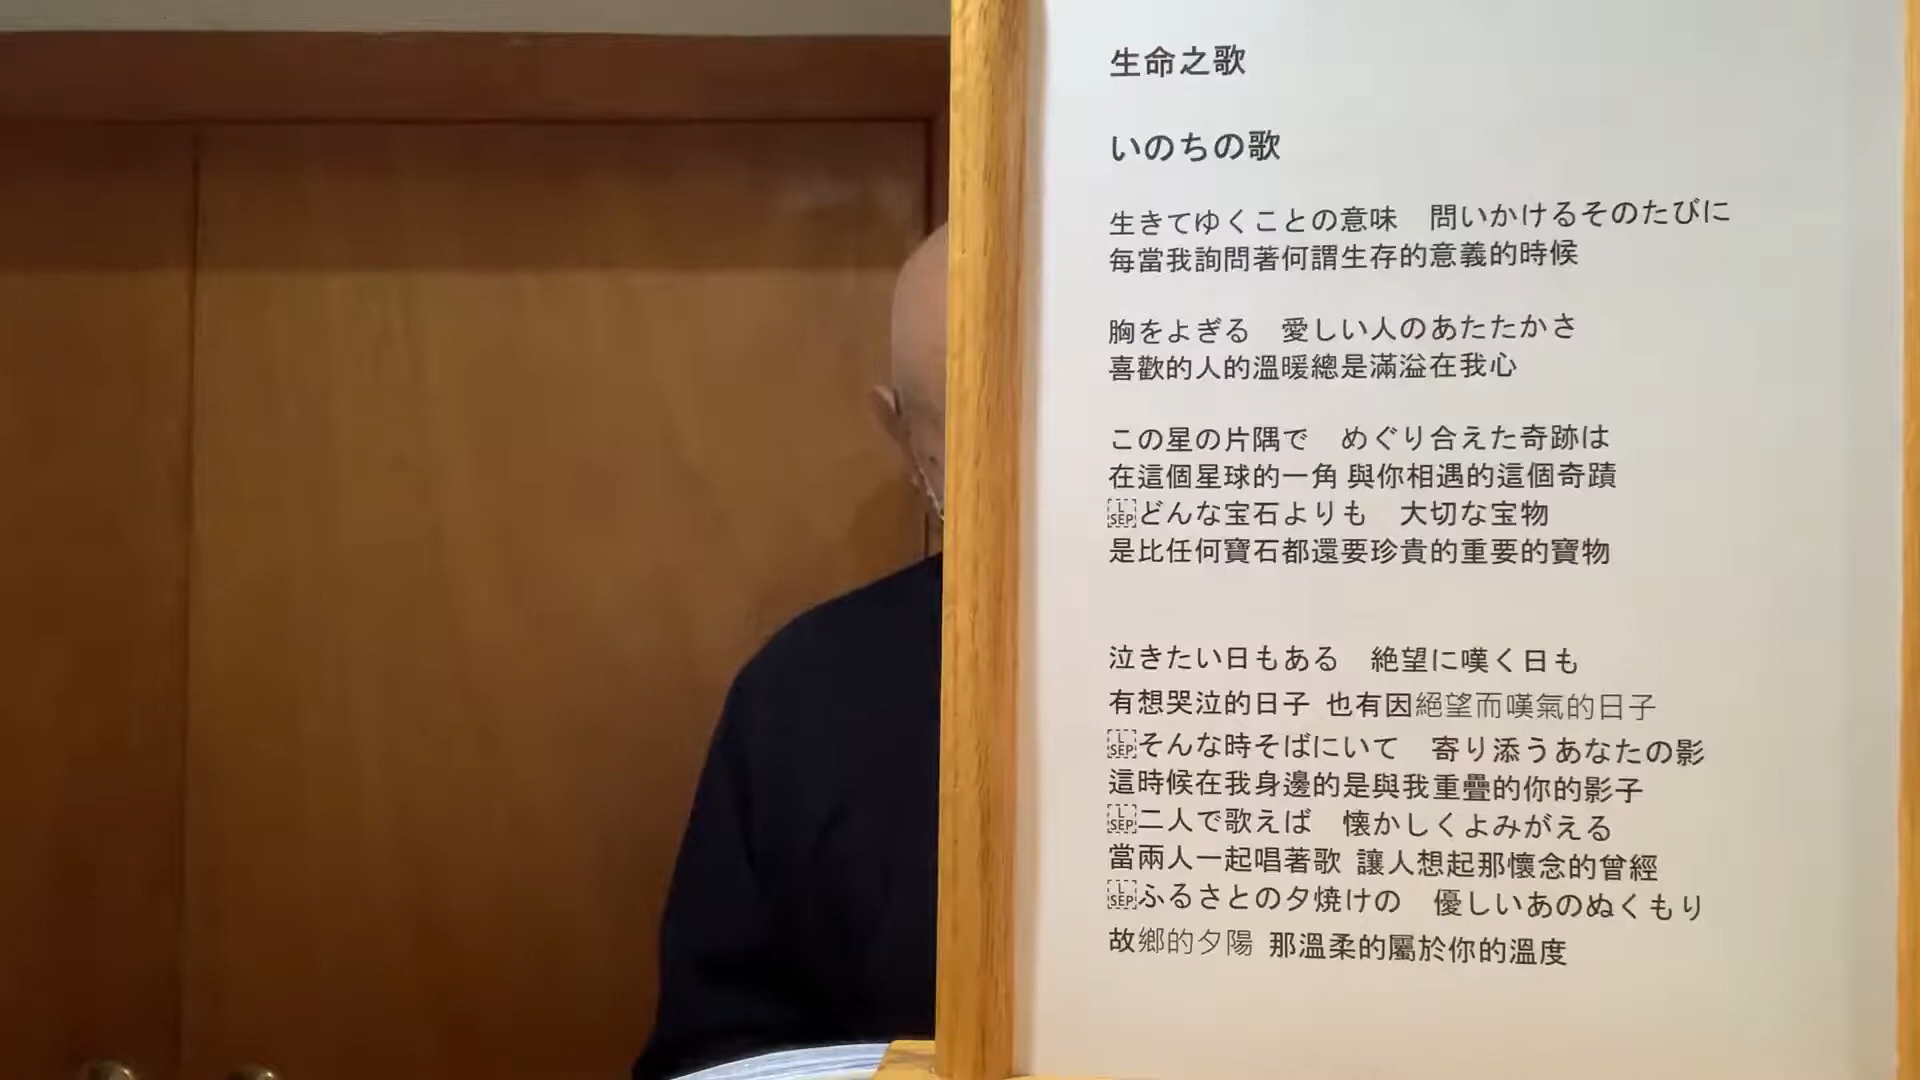 生命之歌
いのちの歌
生きてゆくことの意味　問いかけるそのたびに
每當我詢問著何謂生存的意義的時候
胸をよぎる　愛しい人のあたたかさ
喜歡的人的溫暖總是滿溢在我心
この星の片隅で　めぐり合えた奇跡は
在這個星球的一角 與你相遇的這個奇蹟
L SEPどんな宝石よりも　大切な宝物
是比任何寶石都還要珍貴的重要的寶物
泣きたい日もある　絶望に嘆く日も
有想哭泣的日子 也有因絕望而嘆氣的日子
L SEPそんな時そばにいて　寄り添うあなたの影
這時候在我身邊的是與我重疊的你的影子
L SEP二人で歌えば　懐かしくよみがえる
當兩人一起唱著歌 讓人想起那懷念的曾經
L SEPふるさとの夕焼けの　優しいあのぬくもり
故鄉的夕陽 那溫柔的屬於你的溫度